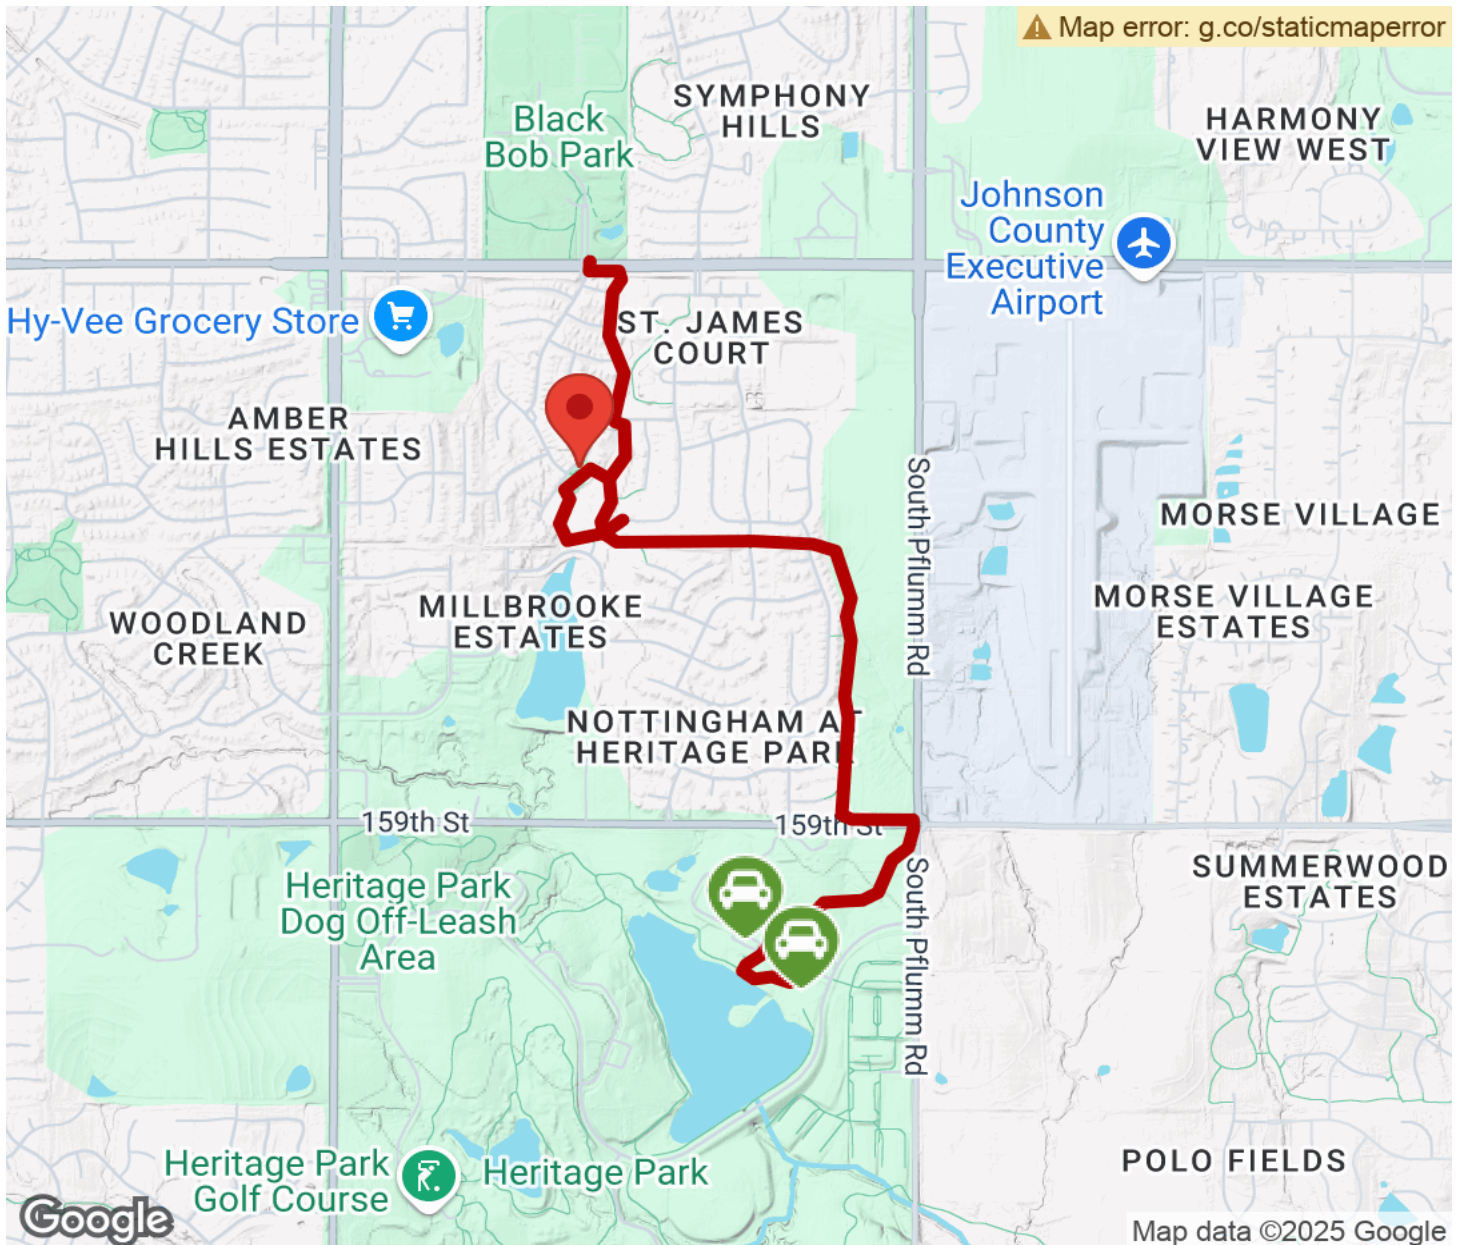 Map error: g.co/staticmaperror
SYMPHONY
HILLS
Black
Bob Park
HARMONY
VIEW WEST
Johnson
County
Executive
Airport
Hy-Vee Grocery Store
ST. JAMES
COURT
AMBER
HILLS ESTATES
South Pflumm Rd
MORSE VILLAGE
MORSE VILLAGE
ESTATES
WOODLAND
CREEK
MILLBROOKE
ESTATES
NOTTINGHAM AT
HERITAGE PARK
159th St
159th St
Heritage Park
Dog Off-Leash
Area
South Pflumm Rd
SUMMERWOOD
ESTATES
Heritage Park
Golf Course
Heritage Park
POLO FIELDS
Google
Map data ©2025 Google